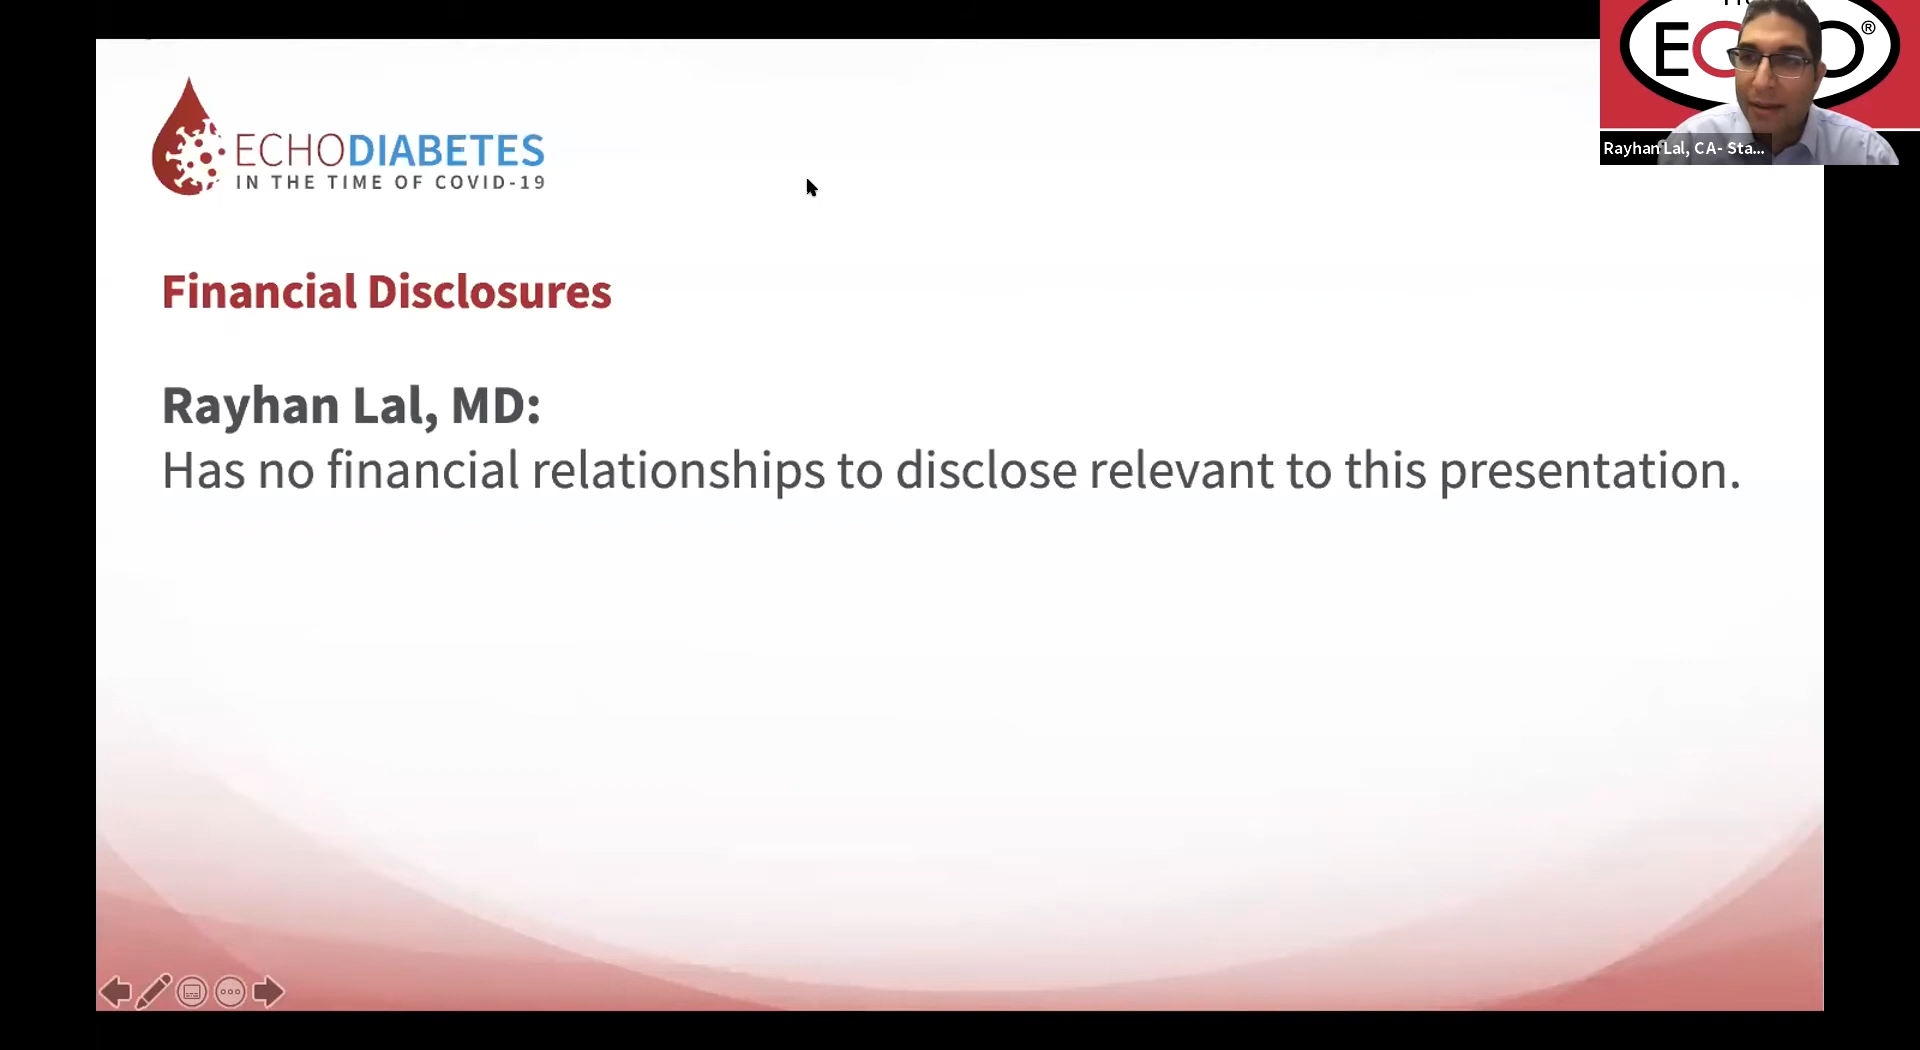 ECHODIABETES
IN THE TIME OF COVID-19
Financial Disclosures
Rayhan Lal, MD:
Has no financial relationships to disclose relevant to this presentation.
®
Rayhan Lal, CA- Sta...